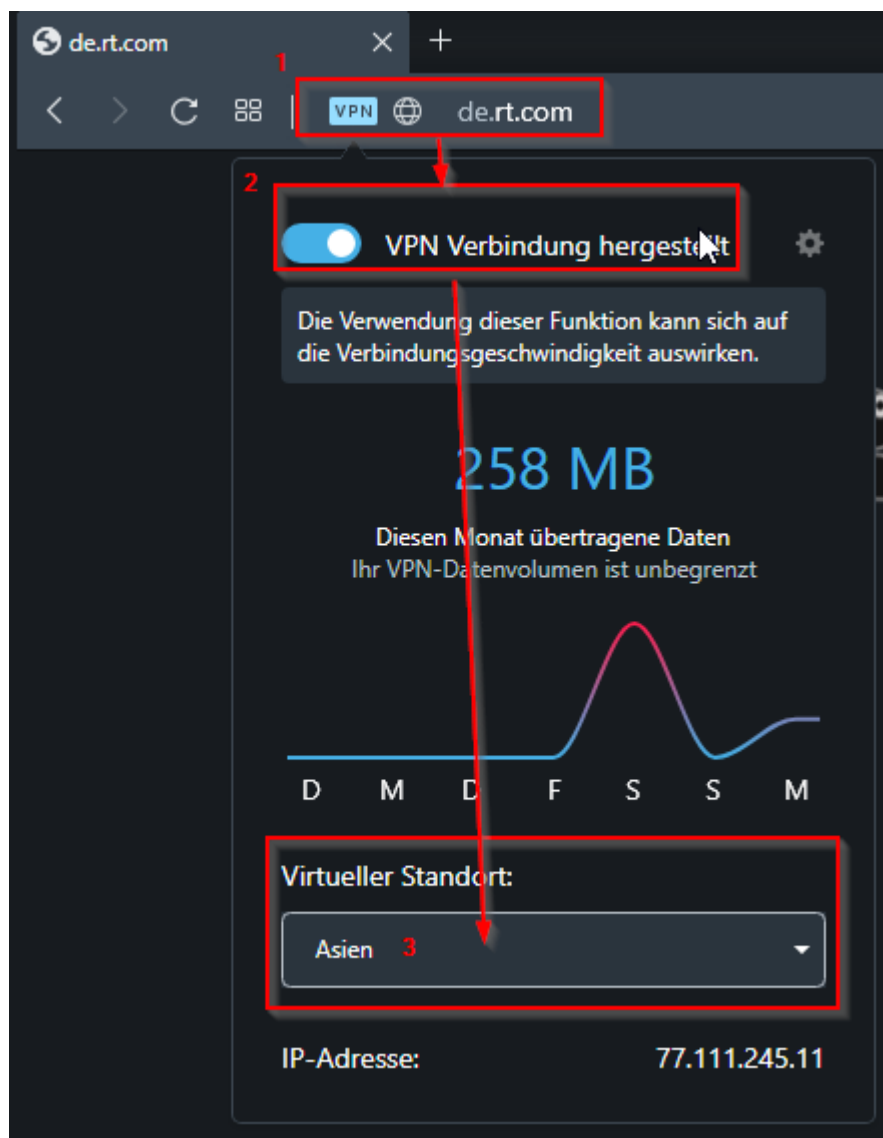 de.rt.com
1
VPN de.rt.com
2
VPN Verbindung hergestellt
Die Verwendung dieser Funktion kann sich auf
die Verbindungsgeschwindigkeit auswirken.
258 MB
Diesen Monat übertragene Daten
Ihr VPN-Datenvolumen ist unbegrenzt
D M D F S S M
Virtueller Standort:
Asien 3
IP-Adresse: 77.111.245.11